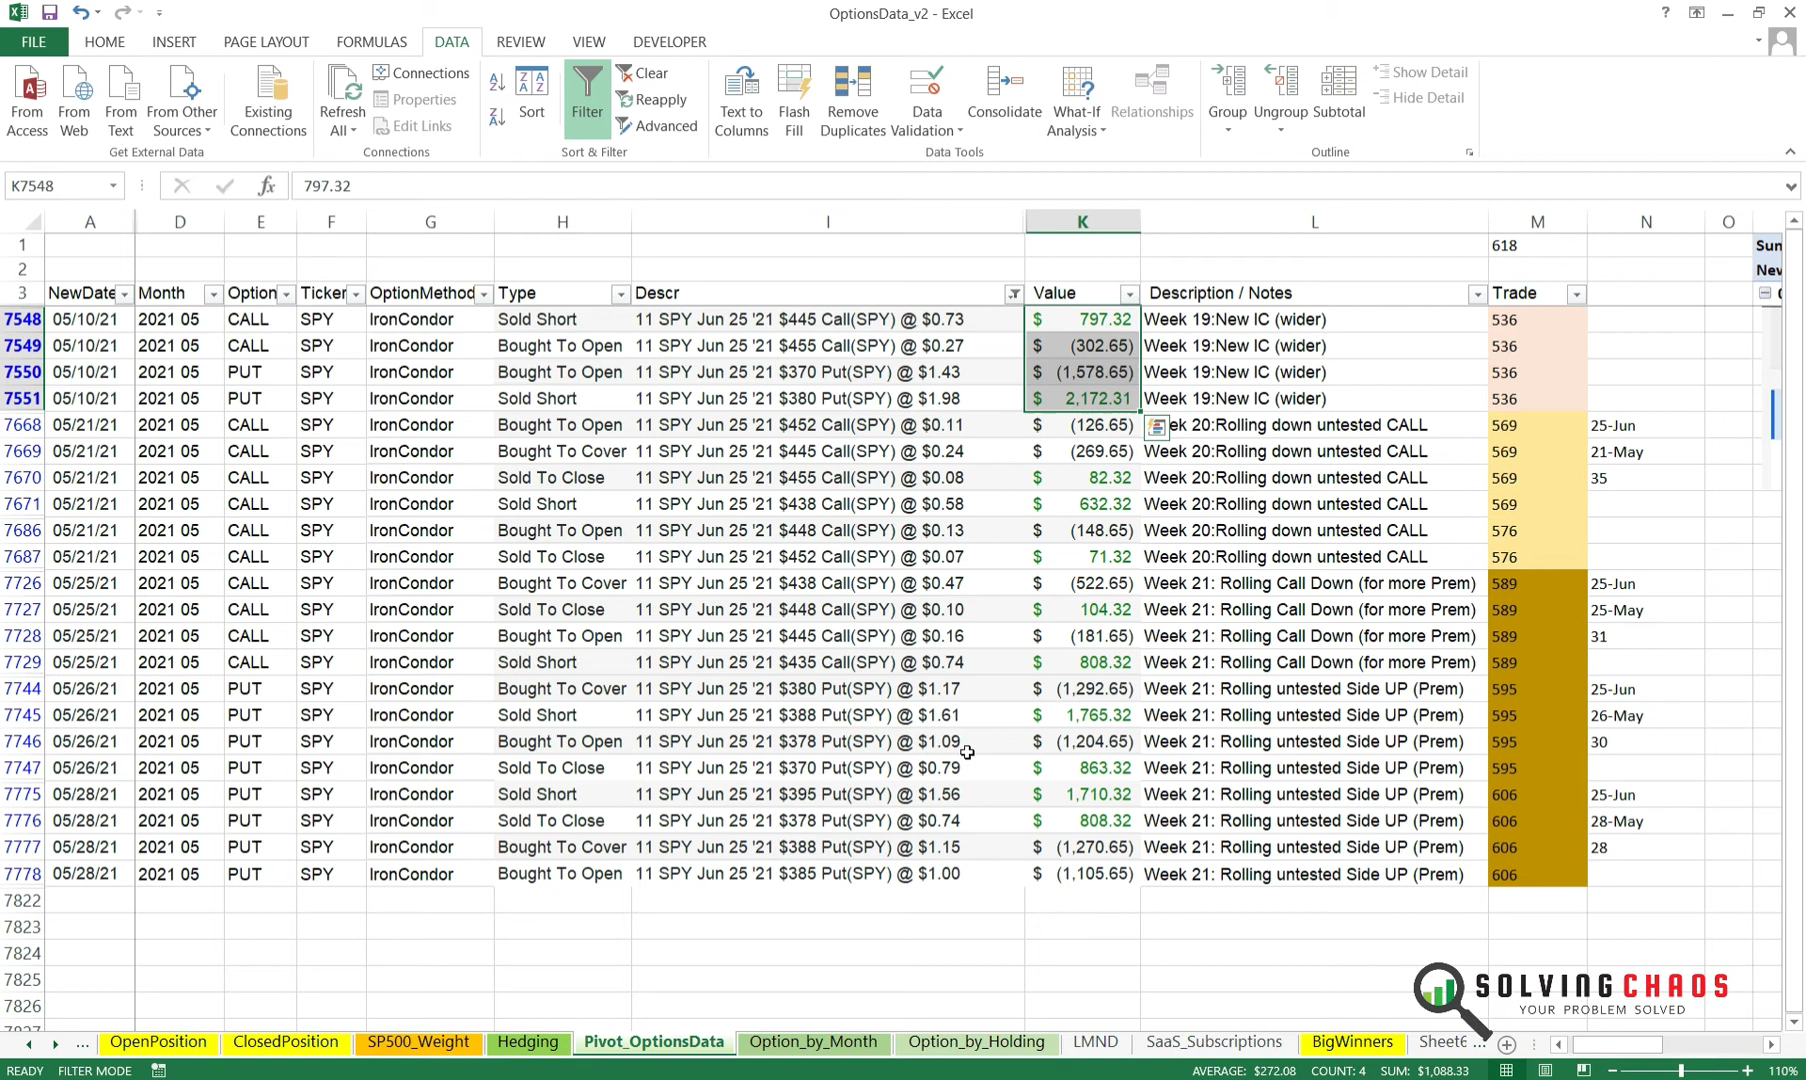 OptionsData_v2 - Excel
FILE HOME INSERT PAGE LAYOUT FORMULAS DATA REVIEW VIEW DEVELOPER
From Access From Web From Text From Other Sources Existing Connections Refresh All Connections Properties Edit Links Sort Filter Clear Reapply Advanced Text to Columns Flash Fill Remove Duplicates Data Validation Consolidate What-If Analysis Relationships Group Ungroup Subtotal Show Detail Hide Detail
Get External Data Connections Sort & Filter Data Tools Outline
K7548 fx 797.32
A D E F G H I K L M N O
1 618 Sun
2 Nev
3 NewDate Month Option Ticker OptionMethod Type Descr Value Description / Notes Trade
7548 05/10/21 2021 05 CALL SPY IronCondor Sold Short 11 SPY Jun 25 '21 $445 Call(SPY) @ $0.73 $ 797.32 Week 19:New IC (wider) 536
7549 05/10/21 2021 05 CALL SPY IronCondor Bought To Open 11 SPY Jun 25 '21 $455 Call(SPY) @ $0.27 $ (302.65) Week 19:New IC (wider) 536
7550 05/10/21 2021 05 PUT SPY IronCondor Bought To Open 11 SPY Jun 25 '21 $370 Put(SPY) @ $1.43 $ (1,578.65) Week 19:New IC (wider) 536
7551 05/10/21 2021 05 PUT SPY IronCondor Sold Short 11 SPY Jun 25 '21 $380 Put(SPY) @ $1.98 $ 2,172.31 Week 19:New IC (wider) 536
7668 05/21/21 2021 05 CALL SPY IronCondor Bought To Open 11 SPY Jun 25 '21 $452 Call(SPY) @ $0.11 $ (126.65) ek 20:Rolling down untested CALL 569 25-Jun
7669 05/21/21 2021 05 CALL SPY IronCondor Bought To Cover 11 SPY Jun 25 '21 $445 Call(SPY) @ $0.24 $ (269.65) Week 20:Rolling down untested CALL 569 21-May
7670 05/21/21 2021 05 CALL SPY IronCondor Sold To Close 11 SPY Jun 25 '21 $455 Call(SPY) @ $0.08 $ 82.32 Week 20:Rolling down untested CALL 569 35
7671 05/21/21 2021 05 CALL SPY IronCondor Sold Short 11 SPY Jun 25 '21 $438 Call(SPY) @ $0.58 $ 632.32 Week 20:Rolling down untested CALL 569
7686 05/21/21 2021 05 CALL SPY IronCondor Bought To Open 11 SPY Jun 25 '21 $448 Call(SPY) @ $0.13 $ (148.65) Week 20:Rolling down untested CALL 576
7687 05/21/21 2021 05 CALL SPY IronCondor Sold To Close 11 SPY Jun 25 '21 $452 Call(SPY) @ $0.07 $ 71.32 Week 20:Rolling down untested CALL 576
7726 05/25/21 2021 05 CALL SPY IronCondor Bought To Cover 11 SPY Jun 25 '21 $438 Call(SPY) @ $0.47 $ (522.65) Week 21: Rolling Call Down (for more Prem) 589 25-Jun
7727 05/25/21 2021 05 CALL SPY IronCondor Sold To Close 11 SPY Jun 25 '21 $448 Call(SPY) @ $0.10 $ 104.32 Week 21: Rolling Call Down (for more Prem) 589 25-May
7728 05/25/21 2021 05 CALL SPY IronCondor Bought To Open 11 SPY Jun 25 '21 $445 Call(SPY) @ $0.16 $ (181.65) Week 21: Rolling Call Down (for more Prem) 589 31
7729 05/25/21 2021 05 CALL SPY IronCondor Sold Short 11 SPY Jun 25 '21 $435 Call(SPY) @ $0.74 $ 808.32 Week 21: Rolling Call Down (for more Prem) 589
7744 05/26/21 2021 05 PUT SPY IronCondor Bought To Cover 11 SPY Jun 25 '21 $380 Put(SPY) @ $1.17 $ (1,292.65) Week 21: Rolling untested Side UP (Prem) 595 25-Jun
7745 05/26/21 2021 05 PUT SPY IronCondor Sold Short 11 SPY Jun 25 '21 $388 Put(SPY) @ $1.61 $ 1,765.32 Week 21: Rolling untested Side UP (Prem) 595 26-May
7746 05/26/21 2021 05 PUT SPY IronCondor Bought To Open 11 SPY Jun 25 '21 $378 Put(SPY) @ $1.09 $ (1,204.65) Week 21: Rolling untested Side UP (Prem) 595 30
7747 05/26/21 2021 05 PUT SPY IronCondor Sold To Close 11 SPY Jun 25 '21 $370 Put(SPY) @ $0.79 $ 863.32 Week 21: Rolling untested Side UP (Prem) 595
7775 05/28/21 2021 05 PUT SPY IronCondor Sold Short 11 SPY Jun 25 '21 $395 Put(SPY) @ $1.56 $ 1,710.32 Week 21: Rolling untested Side UP (Prem) 606 25-Jun
7776 05/28/21 2021 05 PUT SPY IronCondor Sold To Close 11 SPY Jun 25 '21 $378 Put(SPY) @ $0.74 $ 808.32 Week 21: Rolling untested Side UP (Prem) 606 28-May
7777 05/28/21 2021 05 PUT SPY IronCondor Bought To Cover 11 SPY Jun 25 '21 $388 Put(SPY) @ $1.15 $ (1,270.65) Week 21: Rolling untested Side UP (Prem) 606 28
7778 05/28/21 2021 05 PUT SPY IronCondor Bought To Open 11 SPY Jun 25 '21 $385 Put(SPY) @ $1.00 $ (1,105.65) Week 21: Rolling untested Side UP (Prem) 606
7822
7823
7824
7825
7826
7827
SOLVING CHAOS
YOUR PROBLEM SOLVED
... OpenPosition ClosedPosition SP500_Weight Hedging Pivot_OptionsData Option_by_Month Option_by_Holding LMND SaaS_Subscriptions BigWinners Sheet6 ...
READY FILTER MODE AVERAGE: $272.08 COUNT: 4 SUM: $1,088.33 110%